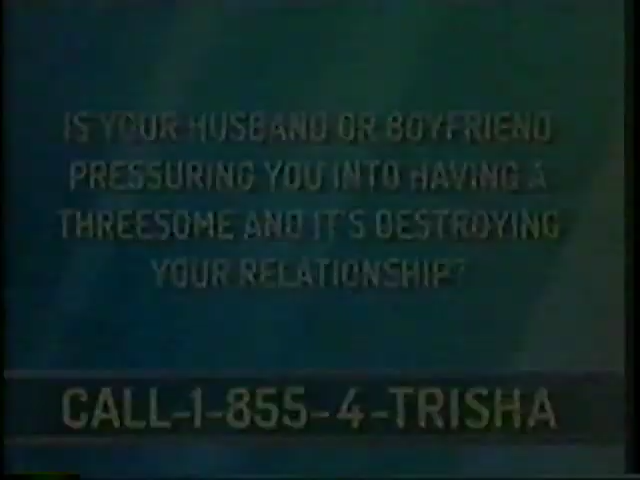 IS YOUR HUSBAND OR BOYFRIEND
PRESSURING YOU INTO HAVING A
THREESOME AND IT'S DESTROYING
YOUR RELATIONSHIP?
CALL-1-855-4-TRISHA